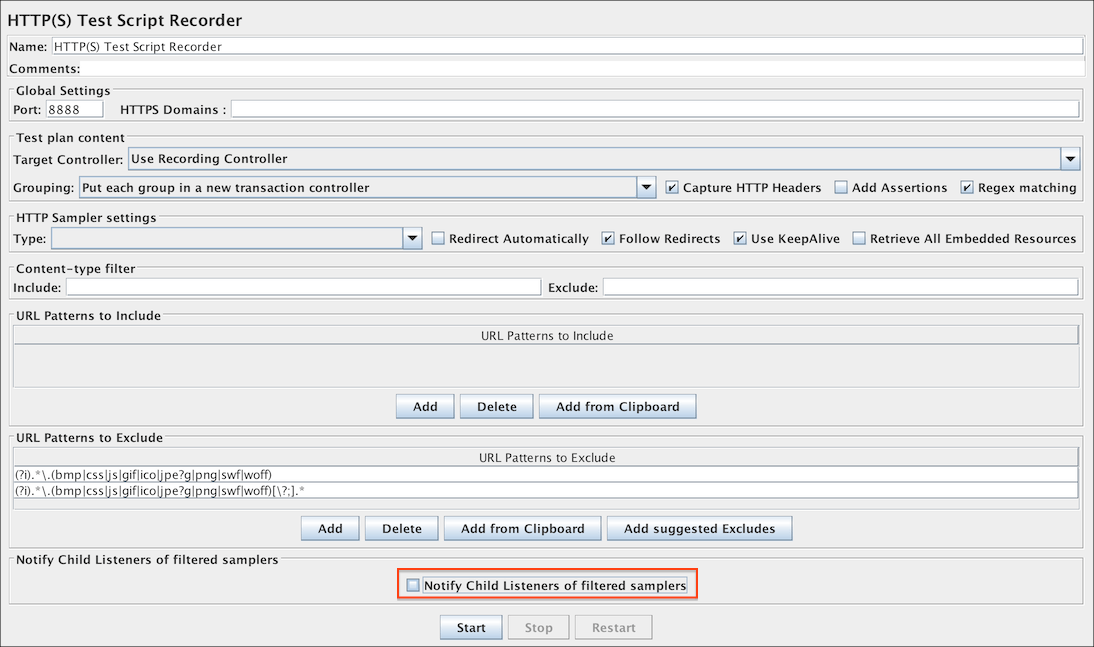 HTTP(S) Test Script Recorder
Name: HTTP(S) Test Script Recorder
Comments:
Global Settings
Port: 8888 HTTPS Domains :
Test plan content
Target Controller: Use Recording Controller
Grouping: Put each group in a new transaction controller Capture HTTP Headers Add Assertions Regex matching
HTTP Sampler settings
Type: Redirect Automatically Follow Redirects Use KeepAlive Retrieve All Embedded Resources
Content-type filter
Include: Exclude:
URL Patterns to Include
URL Patterns to Include
Add Delete Add from Clipboard
URL Patterns to Exclude
URL Patterns to Exclude
(?i).*\.(bmp|css|js|gif|ico|jpe?g|png|swf|woff)
(?i).*\.(bmp|css|js|gif|ico|jpe?g|png|swf|woff)[\?;].*
Add Delete Add from Clipboard Add suggested Excludes
Notify Child Listeners of filtered samplers
Notify Child Listeners of filtered samplers
Start Stop Restart